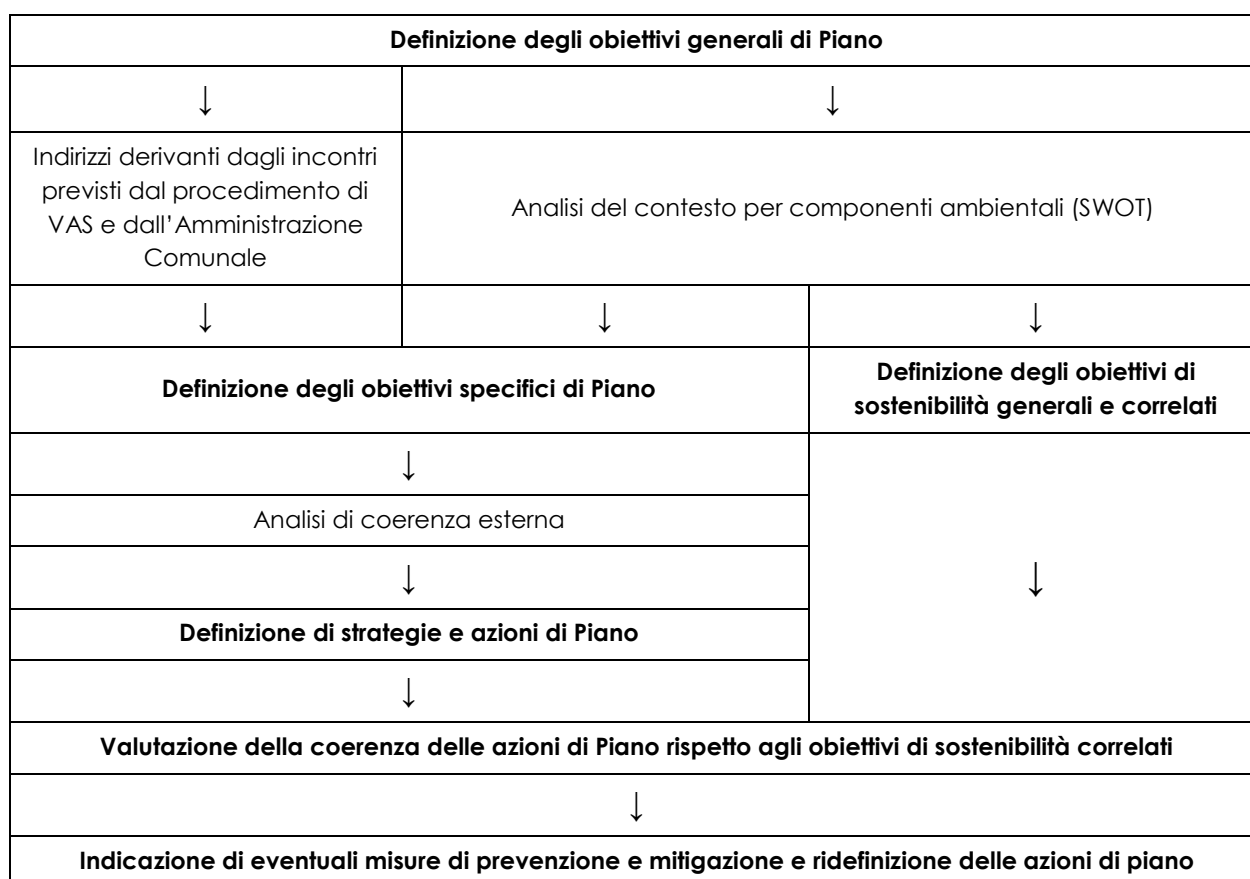 Definizione degli obiettivi generali di Piano
↓ ↓
Indirizzi derivanti dagli incontri
previsti dal procedimento di
VAS e dall'Amministrazione
Comunale
Analisi del contesto per componenti ambientali (SWOT)
↓ ↓ ↓
Definizione degli obiettivi specifici di Piano
Definizione degli obiettivi di
sostenibilità generali e correlati
↓
Analisi di coerenza esterna
↓
↓
Definizione di strategie e azioni di Piano
↓
Valutazione della coerenza delle azioni di Piano rispetto agli obiettivi di sostenibilità correlati
↓
Indicazione di eventuali misure di prevenzione e mitigazione e ridefinizione delle azioni di piano